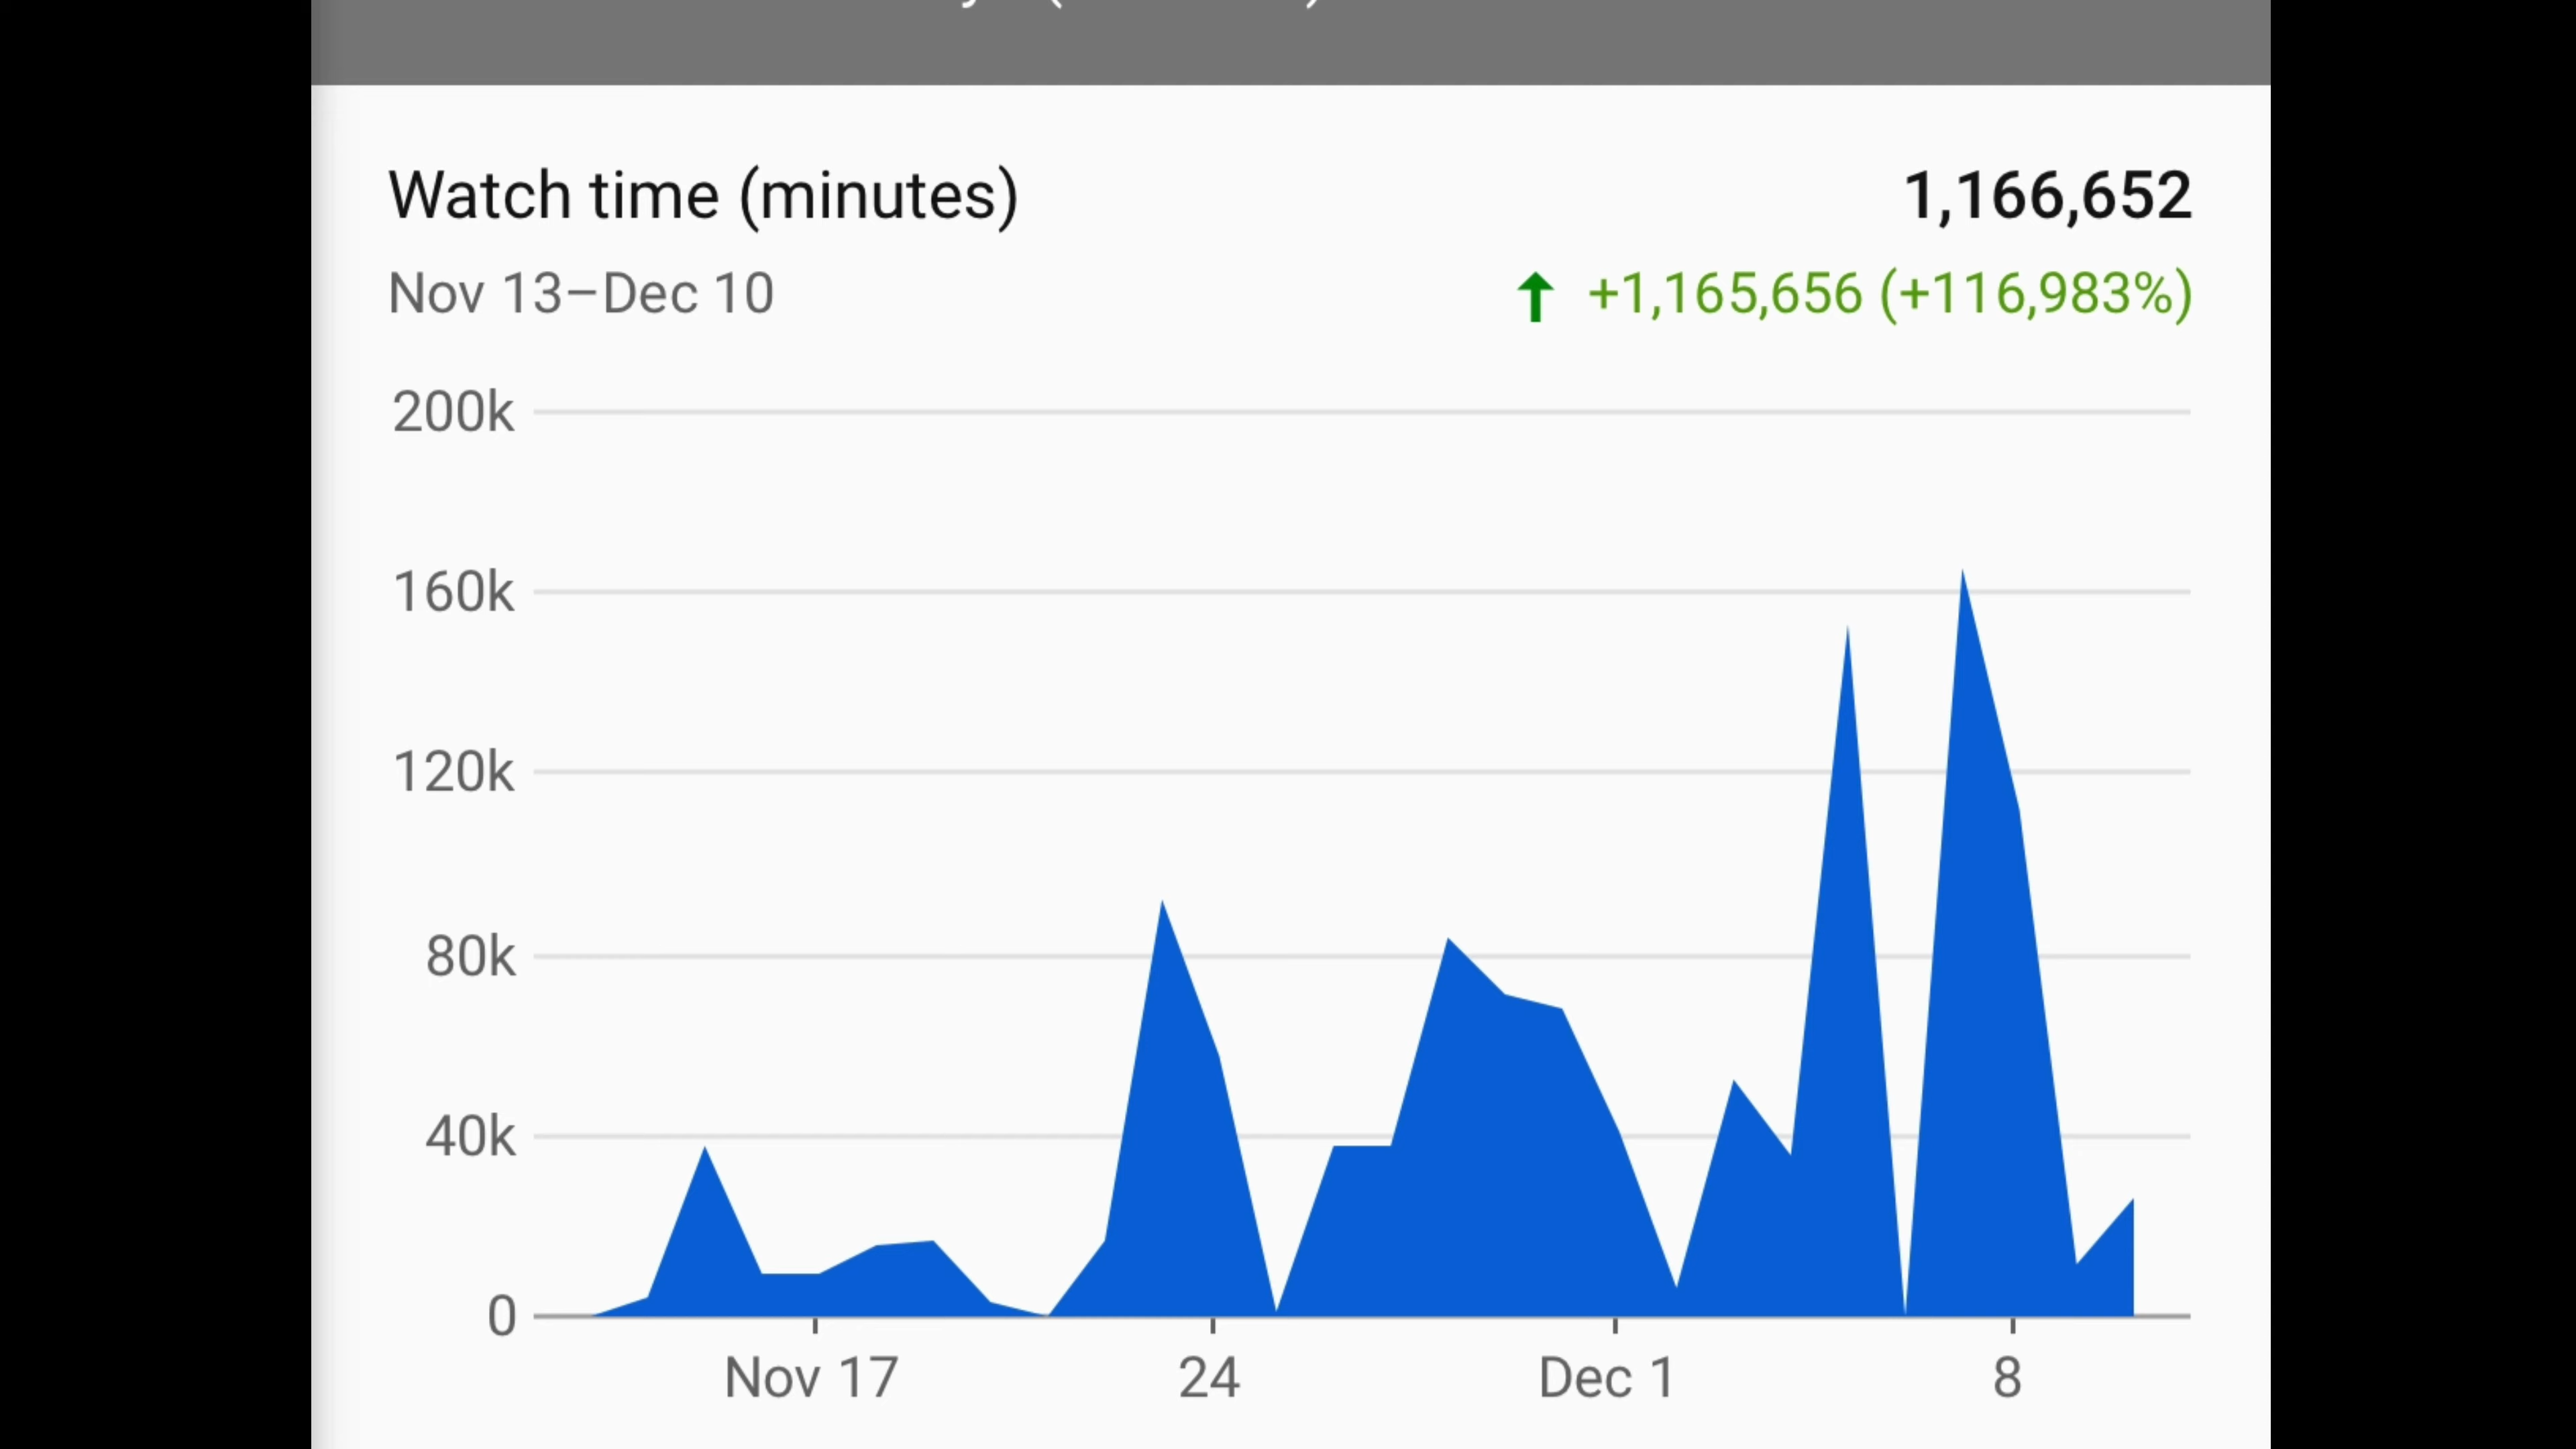 Watch time (minutes) 1,166,652
Nov 13–Dec 10 +1,165,656 (+116,983%)
200k
160k
120k
80k
40k
0
Nov 17 24 Dec 1 8